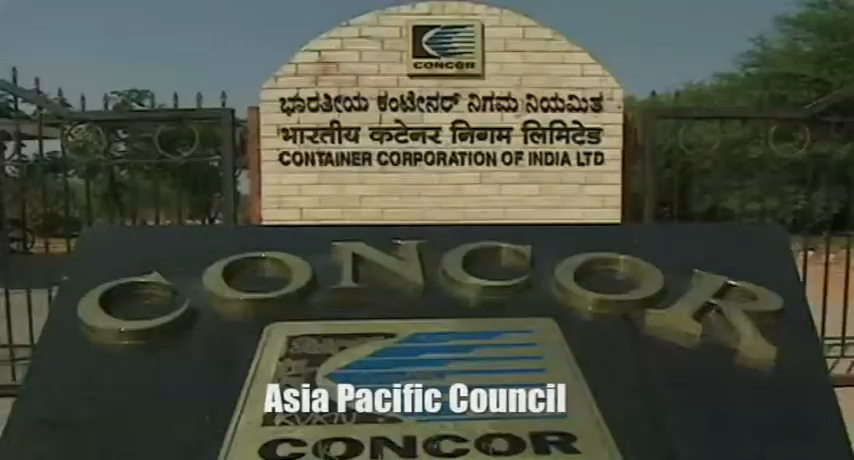 CONCOR
ಭಾರತೀಯ ಕಂಟೇನರ್ ನಿಗಮ ನಿಯಮಿತ
भारतीय कंटेनर निगम लिमिटेड
CONTAINER CORPORATION OF INDIA LTD
CONCOR
Asia Pacific Council
CONCOR